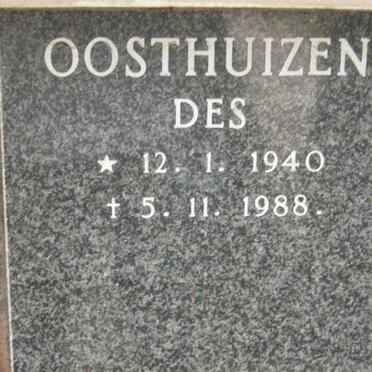 OOSTHUIZEN
DES
★ 12. 1. 1940
† 5. 11. 1988.